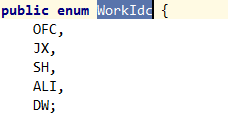 public enum WorkIdc {
OFC,
JX,
SH,
ALI,
DW;